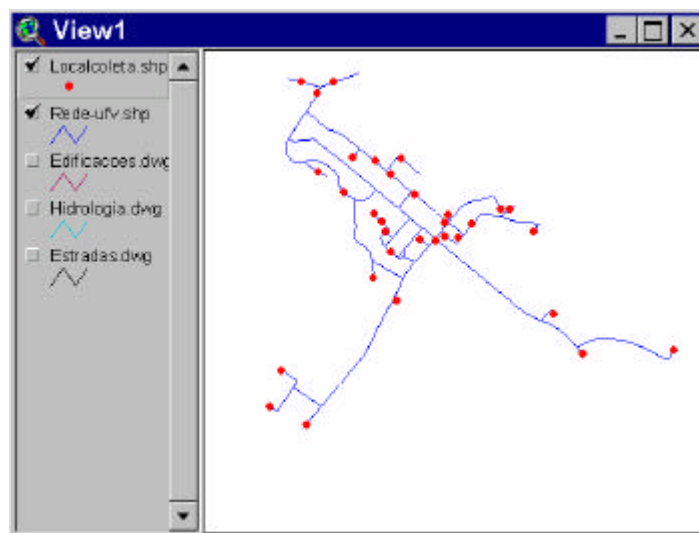 View1
Localcoleta.shp
Rede-ufv.shp
Edificacoes.dwg
Hidrologia.dwg
Estradas.dwg